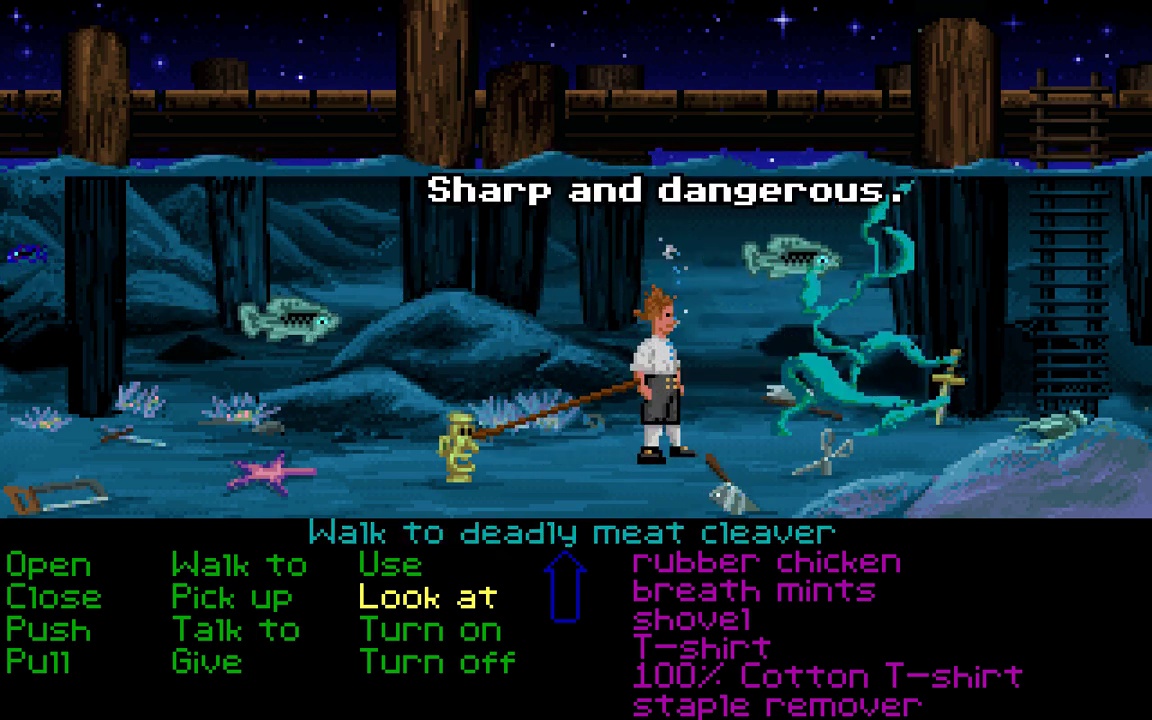 Sharp and dangerous.
Walk to deadly meat cleaver
Open Walk to Use
Close Pick up Look at
Push Talk to Turn on
Pull Give Turn off
rubber chicken
breath mints
shovel
T-shirt
100% Cotton T-shirt
staple remover